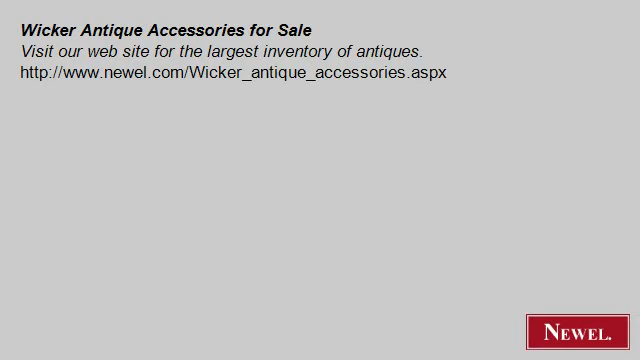 Wicker Antique Accessories for Sale
Visit our web site for the largest inventory of antiques.
http://www.newel.com/Wicker_antique_accessories.aspx
NEWEL.